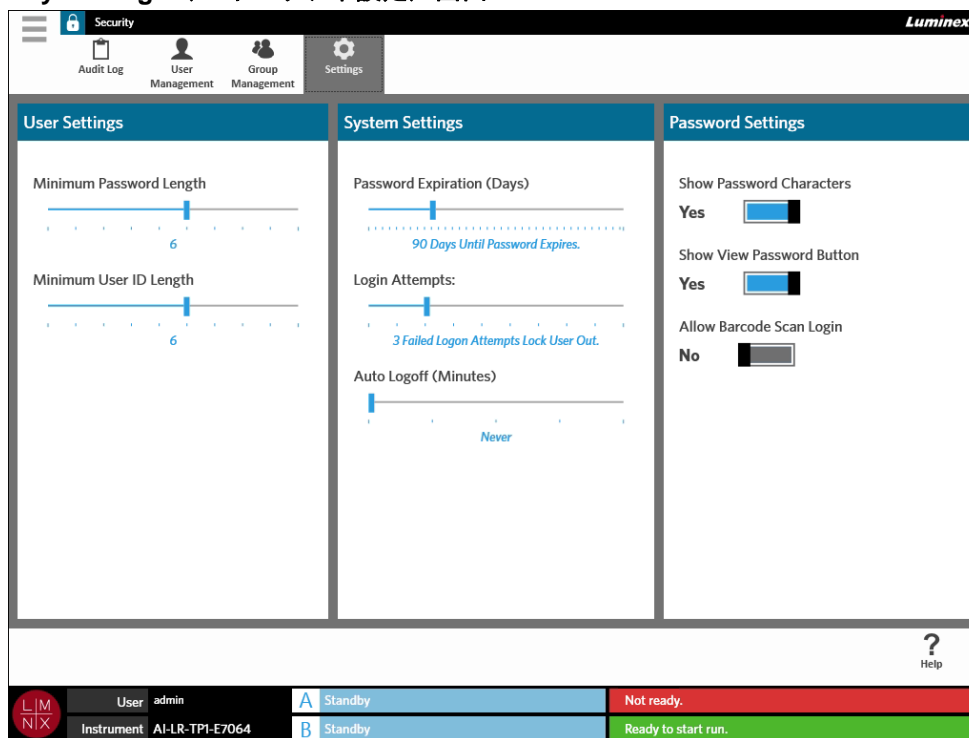 Security
Luminex
Audit Log
User Management
Group Management
Settings
User Settings
Minimum Password Length
6
Minimum User ID Length
6
System Settings
Password Expiration (Days)
90 Days Until Password Expires.
Login Attempts:
3 Failed Logon Attempts Lock User Out.
Auto Logoff (Minutes)
Never
Password Settings
Show Password Characters
Yes
Show View Password Button
Yes
Allow Barcode Scan Login
No
?
Help
L M
N X
User admin
A Standby
Not ready.
Instrument AI-LR-TP1-E7064
B Standby
Ready to start run.